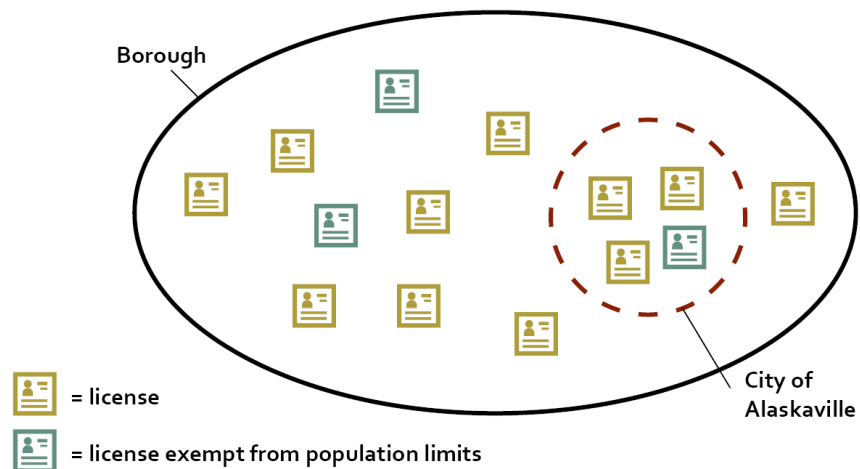 Borough
City of
Alaskaville
= license
= license exempt from population limits